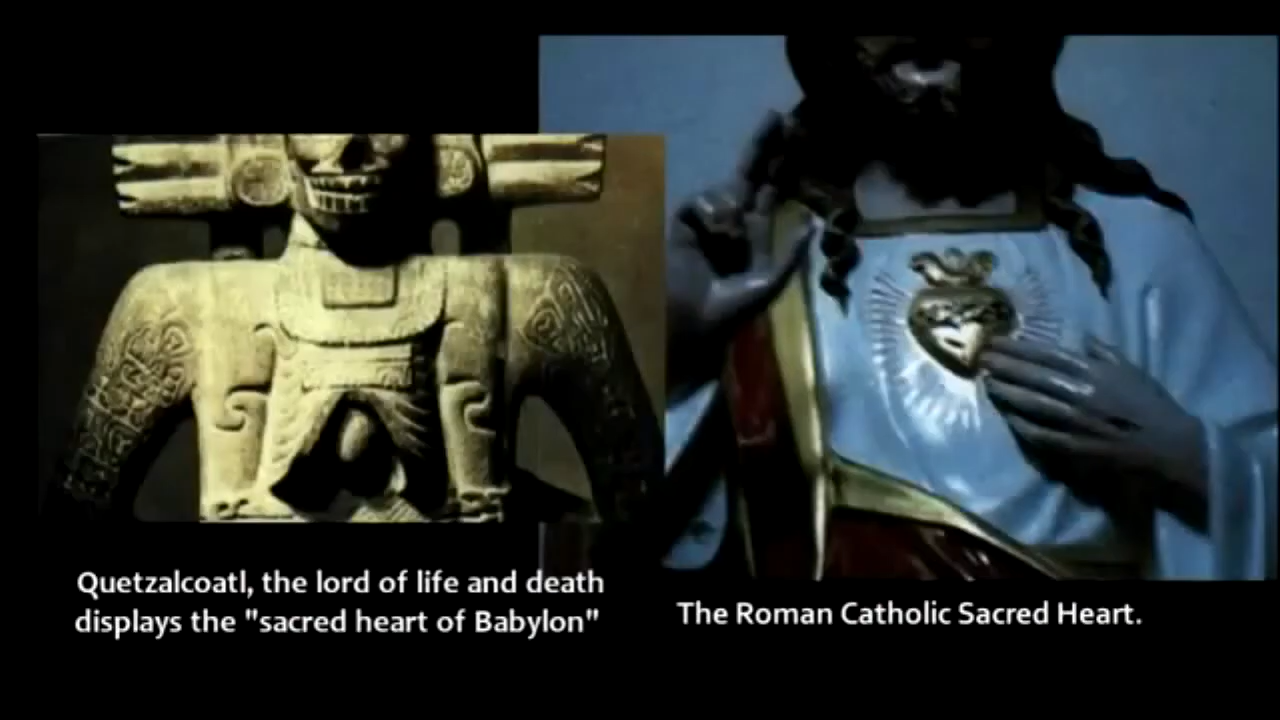 Quetzalcoatl, the lord of life and death
displays the "sacred heart of Babylon"
The Roman Catholic Sacred Heart.